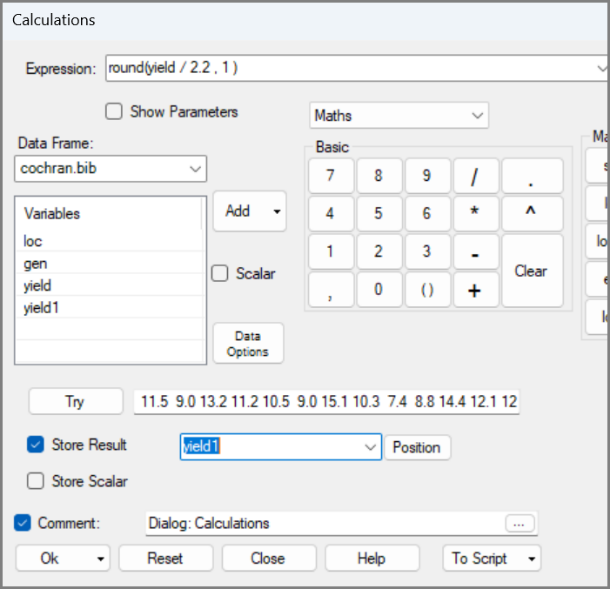 Calculations
Expression: round(yield / 2.2 , 1 )
Show Parameters Maths
Data Frame:
cochran.bib
Basic
7 8 9 / .
4 5 6 * ^
1 2 3 - Clear
, 0 ( ) +
Variables
loc
gen
yield
yield1
Add
Scalar
Data
Options
Try 11.5 9.0 13.2 11.2 10.5 9.0 15.1 10.3 7.4 8.8 14.4 12.1 12
Store Result yield1 Position
Store Scalar
Comment: Dialog: Calculations ...
Ok Reset Close Help To Script